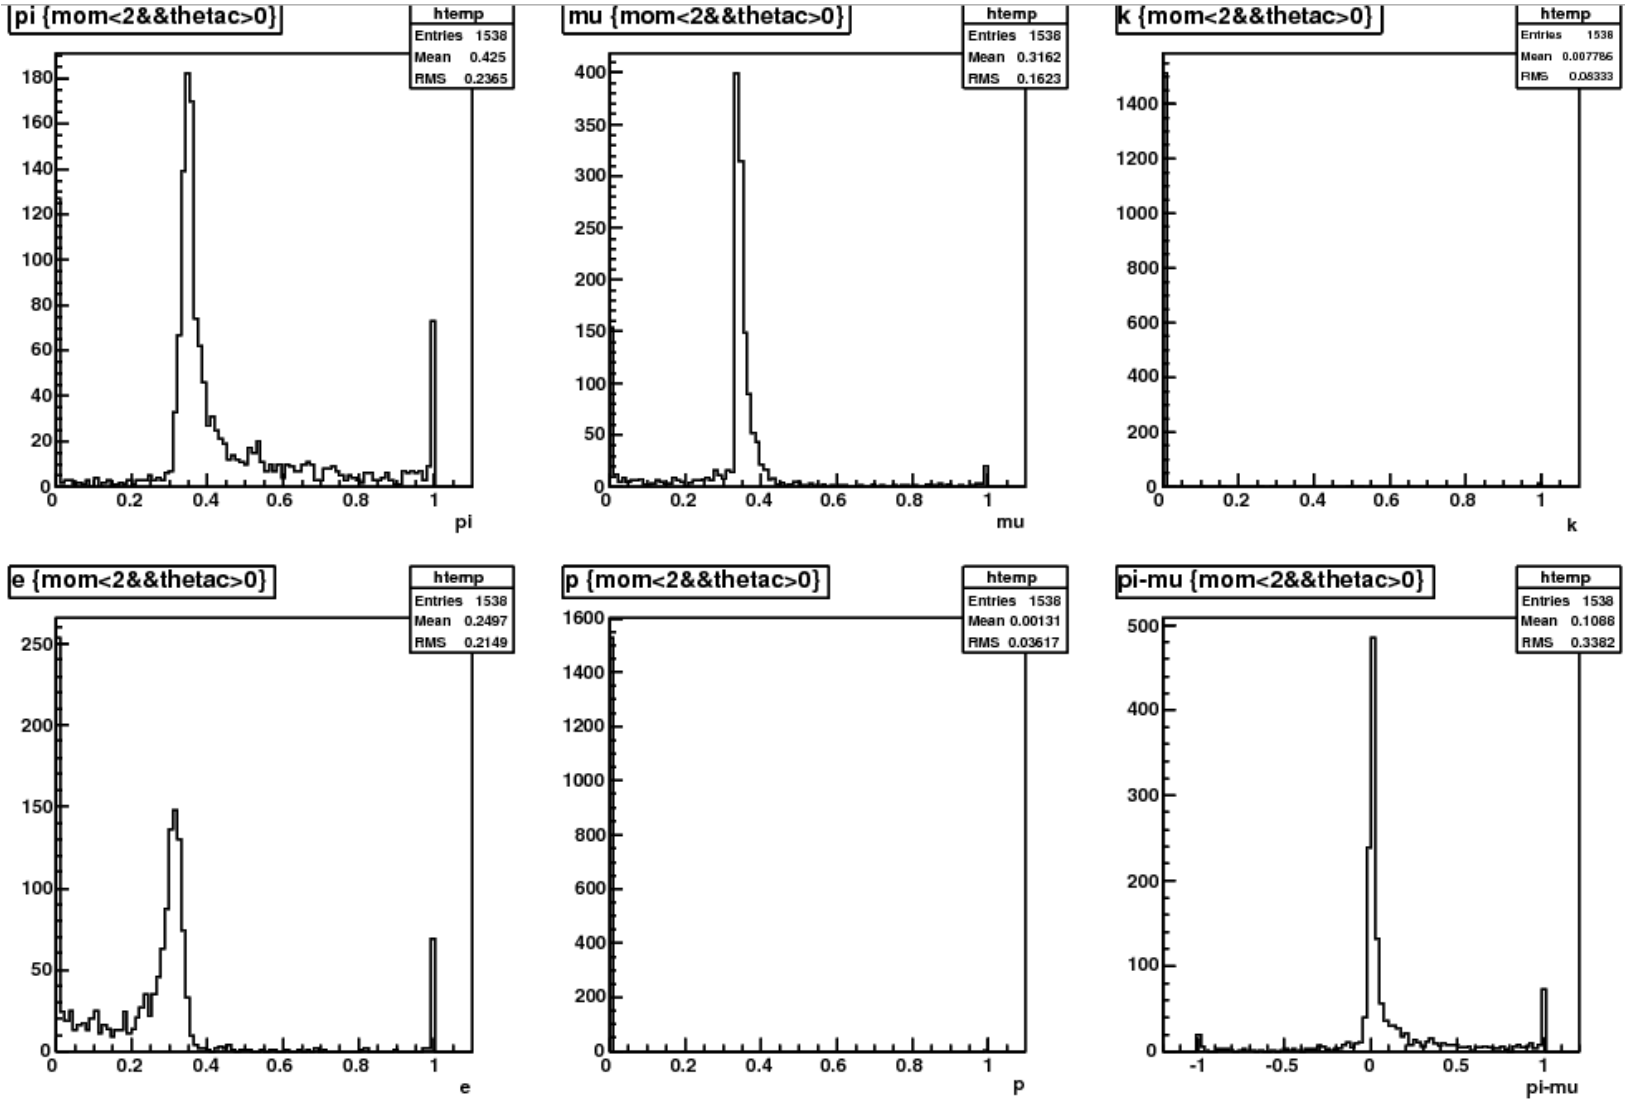 pi {mom<2&&thetac>0}
htemp
Entries 1538
Mean 0.425
RMS 0.2365
180
160
140
120
100
80
60
40
20
0
0 0.2 0.4 0.6 0.8 1
pi
mu {mom<2&&thetac>0}
htemp
Entries 1538
Mean 0.3162
RMS 0.1623
400
350
300
250
200
150
100
50
0
0 0.2 0.4 0.6 0.8 1
mu
k {mom<2&&thetac>0}
htemp
Entries 1538
Mean 0.007786
RMS 0.08333
1400
1200
1000
800
600
400
200
0
0 0.2 0.4 0.6 0.8 1
k
e {mom<2&&thetac>0}
htemp
Entries 1538
Mean 0.2497
RMS 0.2149
250
200
150
100
50
0
0 0.2 0.4 0.6 0.8 1
e
p {mom<2&&thetac>0}
htemp
Entries 1538
Mean 0.00131
RMS 0.03617
1600
1400
1200
1000
800
600
400
200
0
0 0.2 0.4 0.6 0.8 1
p
pi-mu {mom<2&&thetac>0}
htemp
Entries 1538
Mean 0.1088
RMS 0.3382
500
400
300
200
100
0
-1 -0.5 0 0.5 1
pi-mu